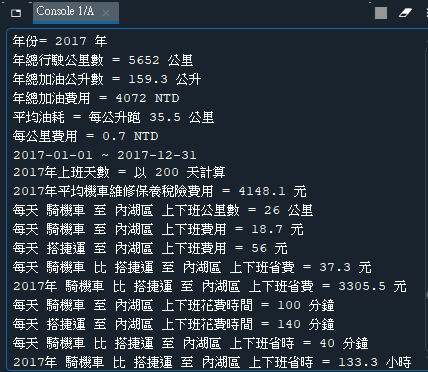 Console 1/A
年份= 2017 年
年總行駛公里數 = 5652 公里
年總加油公升數 = 159.3 公升
年總加油費用 = 4072 NTD
平均油耗 = 每公升跑 35.5 公里
每公里費用 = 0.7 NTD
2017-01-01 ~ 2017-12-31
2017年上班天數 = 以 200 天計算
2017年平均機車維修保養稅險費用 = 4148.1 元
每天 騎機車 至 內湖區 上下班公里數 = 26 公里
每天 騎機車 至 內湖區 上下班費用 = 18.7 元
每天 搭捷運 至 內湖區 上下班費用 = 56 元
每天 騎機車 比 搭捷運 至 內湖區 上下班省費 = 37.3 元
2017年 騎機車 比 搭捷運 至 內湖區 上下班省費 = 3305.5 元
每天 騎機車 至 內湖區 上下班花費時間 = 100 分鐘
每天 搭捷運 至 內湖區 上下班花費時間 = 140 分鐘
每天 騎機車 比 搭捷運 至 內湖區 上下班省時 = 40 分鐘
2017年 騎機車 比 搭捷運 至 內湖區 上下班省時 = 133.3 小時